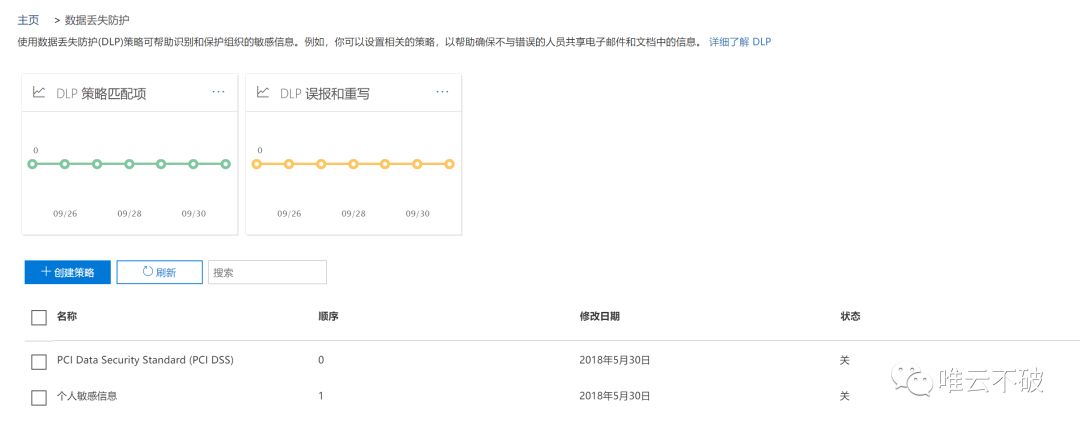 主页 > 数据丢失防护
使用数据丢失防护(DLP)策略可帮助识别和保护组织的敏感信息。例如，你可以设置相关的策略，以帮助确保不与错误的人员共享电子邮件和文档中的信息。 详细了解 DLP
DLP 策略匹配项 ...
DLP 误报和重写 ...
0
0
09/26 09/28 09/30
09/26 09/28 09/30
+ 创建策略 刷新 搜索
名称 顺序 修改日期 状态
PCI Data Security Standard (PCI DSS) 0 2018年5月30日 关
个人敏感信息 1 2018年5月30日 关
唯云不破